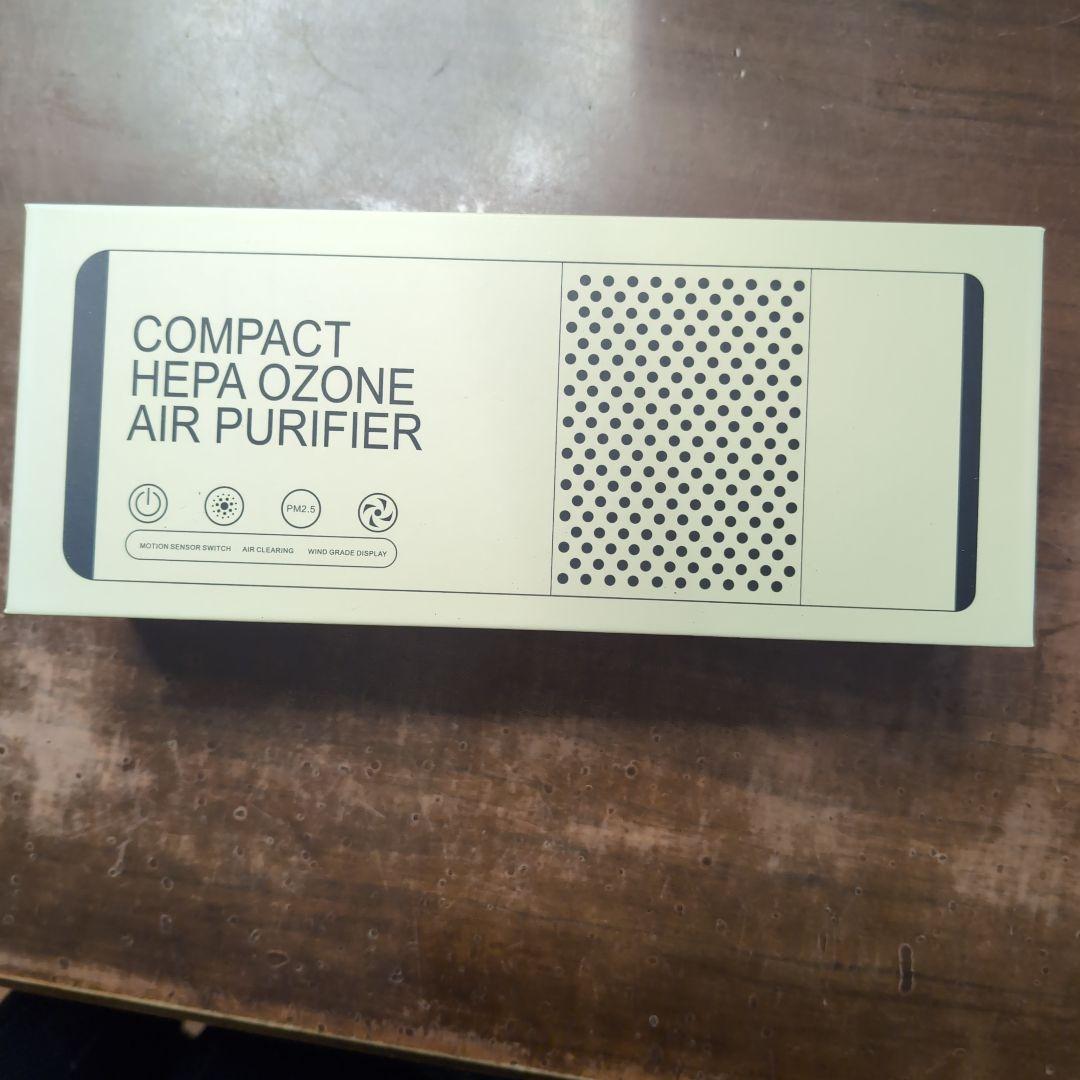 COMPACT
HEPA OZONE
AIR PURIFIER
PM2.5
MOTION SENSOR SWITCH AIR CLEARING WIND GRADE DISPLAY